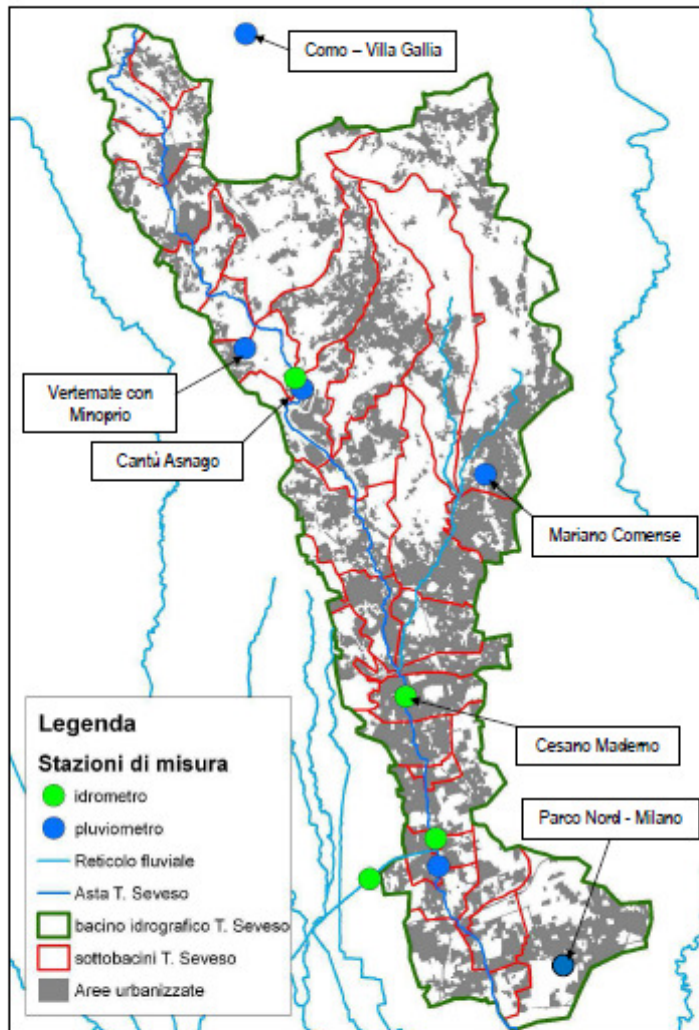 Como – Villa Gallia
Vertemate con
Minoprio
Cantù Asnago
Mariano Comense
Cesano Maderno
Parco Nord - Milano
Legenda
Stazioni di misura
idrometro
pluviometro
Reticolo fluviale
Asta T. Seveso
bacino idrografico T. Seveso
sottobacini T. Seveso
Aree urbanizzate